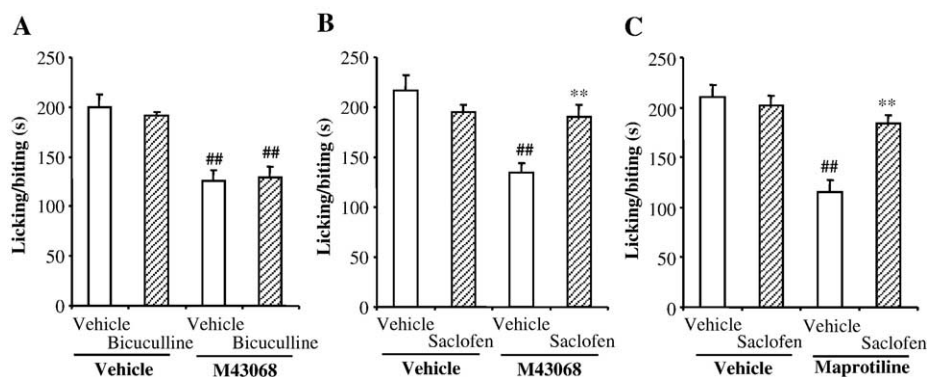 A
Licking/biting (s)
250
200
150
100
50
0
##
##
Vehicle Vehicle
Bicuculline Bicuculline
Vehicle M43068
B
Licking/biting (s)
250
200
150
100
50
0
##
**
Vehicle Vehicle
Saclofen Saclofen
Vehicle M43068
C
Licking/biting (s)
250
200
150
100
50
0
##
**
Vehicle Vehicle
Saclofen Saclofen
Vehicle Maprotiline